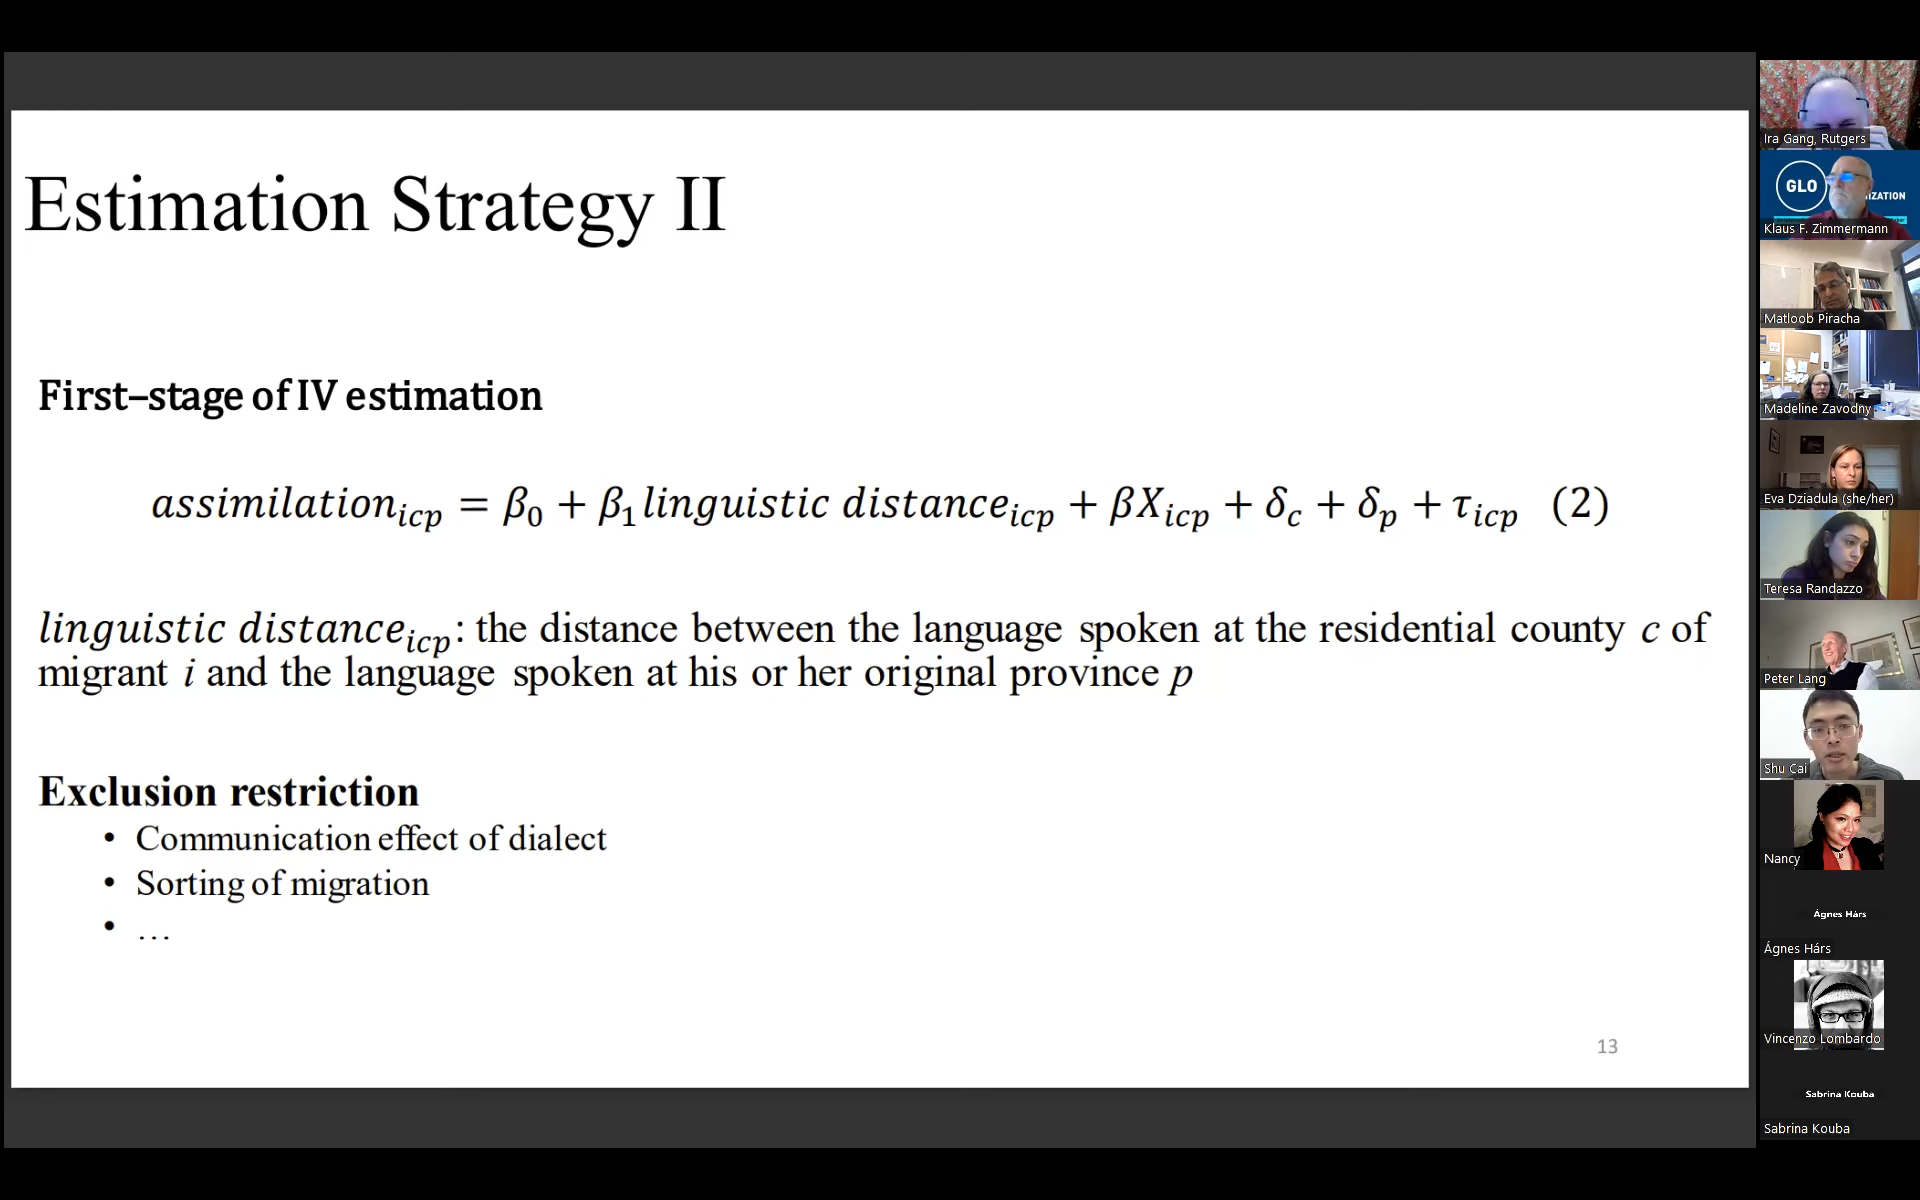 Estimation Strategy II
First–stage of IV estimation
assimilation_icp = β_0 + β_1 linguistic distance_icp + βX_icp + δ_c + δ_p + τ_icp (2)
linguistic distance_icp: the distance between the language spoken at the residential county c of
migrant i and the language spoken at his or her original province p
Exclusion restriction
• Communication effect of dialect
• Sorting of migration
• …
13
Ira Gang, Rutgers
GLO
IZATION
Klaus F. Zimmermann
Matloob Piracha
Madeline Zavodny
Eva Dziadula (she/her)
Teresa Randazzo
Peter Lang
Shu Cai
Nancy
Ágnes Hárs
Ágnes Hárs
Vincenzo Lombardo
Sabrina Kouba
Sabrina Kouba